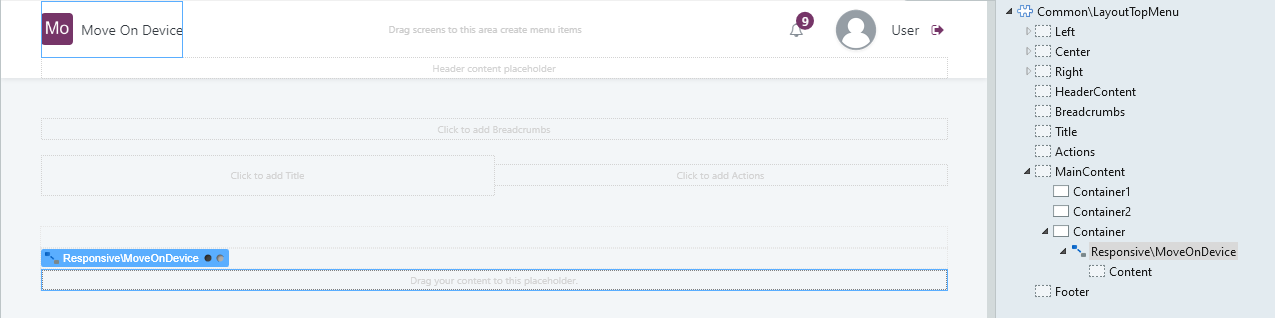 Mo Move On Device Drag screens to this area create menu items 9 User
Header content placeholder
Click to add Breadcrumbs
Click to add Title Click to add Actions
Responsive\MoveOnDevice
Drag your content to this placeholder.
Common\LayoutTopMenu
Left
Center
Right
HeaderContent
Breadcrumbs
Title
Actions
MainContent
Container1
Container2
Container
Responsive\MoveOnDevice
Content
Footer